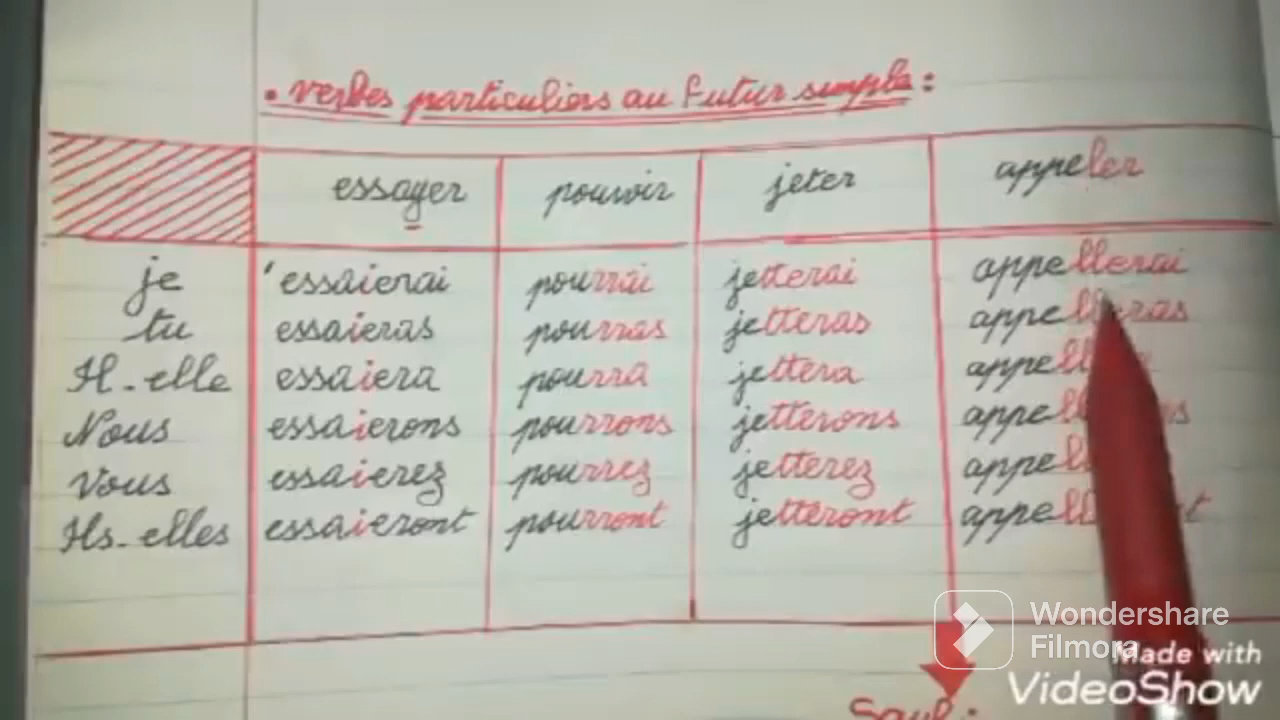 • verbes particuliers au futur simple :
essayer pouvoir jeter appeler
je 'essaierai pourrai jetterai appellerai
tu essaieras pourras jetteras appelleras
Il - elle essaiera pourra jettera
Nous essaierons pourrons jetterons
Vous essaierez pourrez jetterez
Ils - elles essaieront pourront jetteront
Wondershare
Filmora
Made with
VideoShow